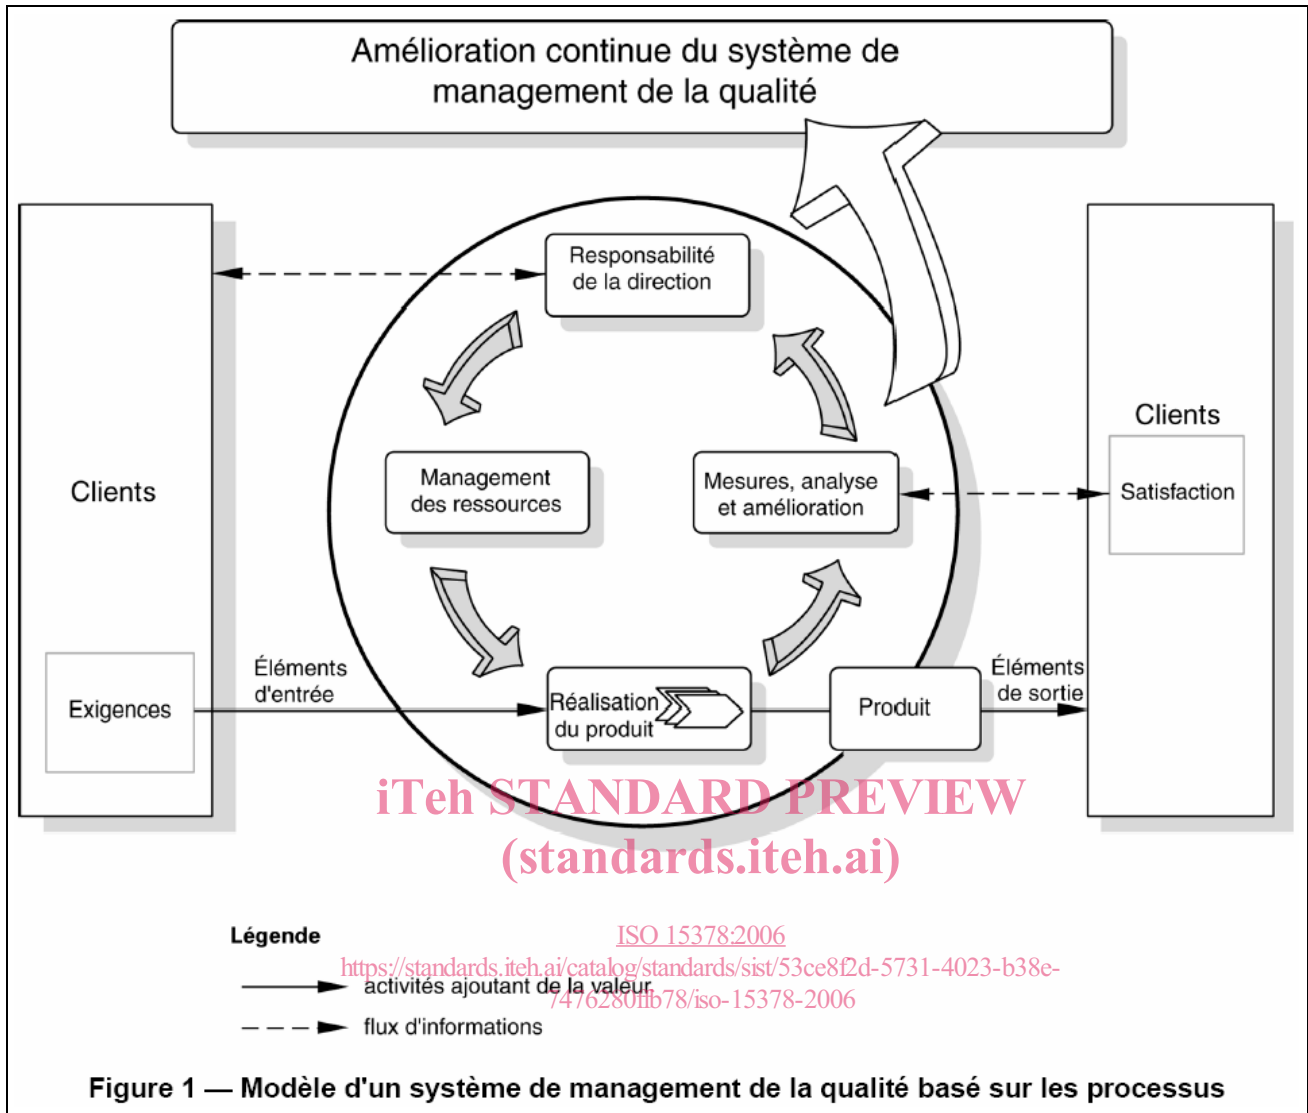 Amélioration continue du système de
management de la qualité
Responsabilité
de la direction
Clients
Management
des ressources
Mesures, analyse
et amélioration
Clients
Satisfaction
Exigences
Éléments
d'entrée
Réalisation
du produit
Produit
Éléments
de sortie
iTeh STANDARD PREVIEW
(standards.iteh.ai)
Légende
ISO 15378:2006
https://standards.iteh.ai/catalog/standards/sist/53ce8f2d-5731-4023-b38e-
activités ajoutant de la valeur
7476280ffb78/iso-15378-2006
flux d'informations
Figure 1 — Modèle d'un système de management de la qualité basé sur les processus